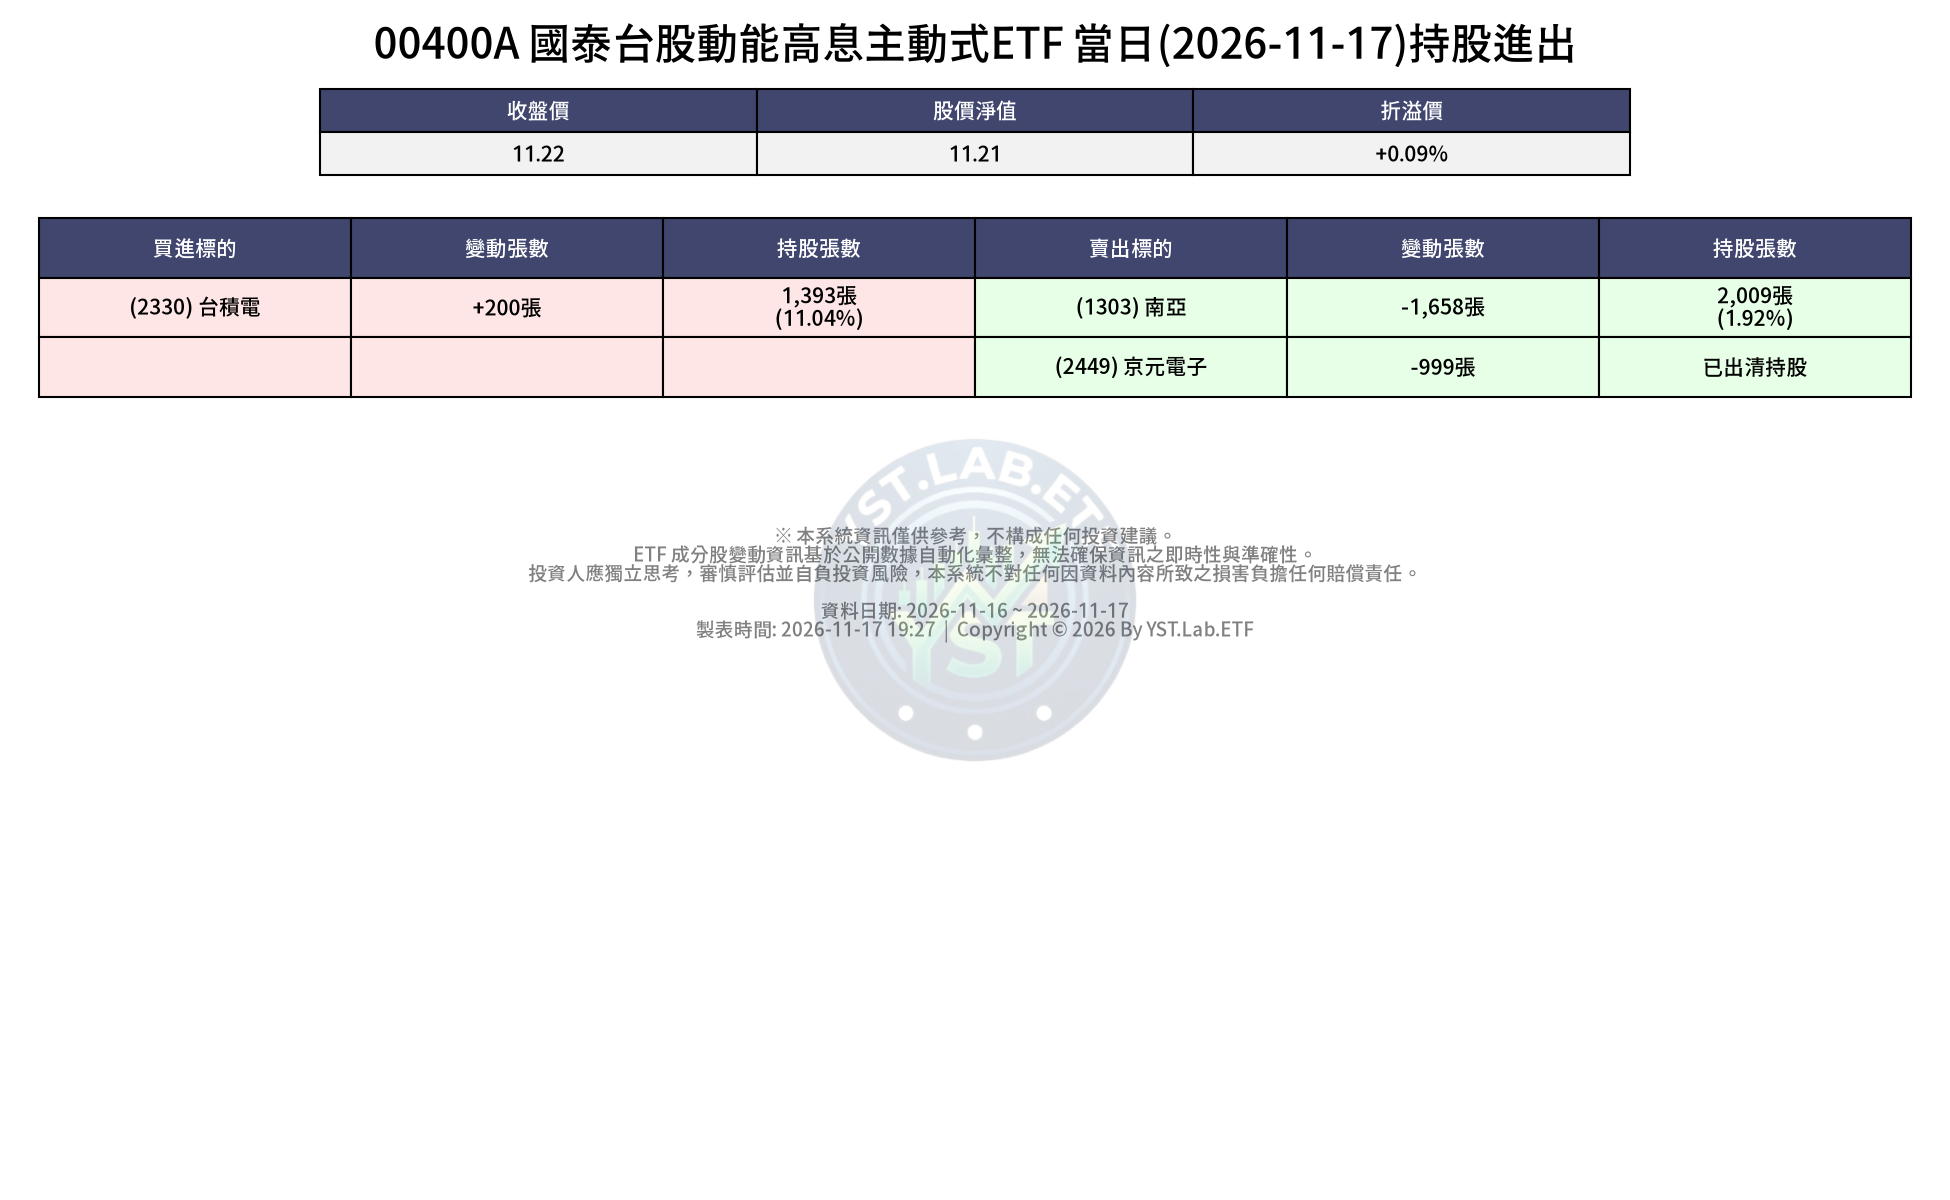 00400A 國泰台股動能高息主動式ETF 當日(2026-11-17)持股進出
收盤價 股價淨值 折溢價
11.22 11.21 +0.09%
買進標的 變動張數 持股張數 賣出標的 變動張數 持股張數
(2330) 台積電 +200張 1,393張 (11.04%) (1303) 南亞 -1,658張 2,009張 (1.92%)
(2449) 京元電子 -999張 已出清持股
YST.LAB.ET
※ 本系統資訊僅供參考，不構成任何投資建議。
ETF 成分股變動資訊基於公開數據自動化彙整，無法確保資訊之即時性與準確性。
投資人應獨立思考，審慎評估並自負投資風險，本系統不對任何因資料內容所致之損害負擔任何賠償責任。
資料日期: 2026-11-16 ~ 2026-11-17
製表時間: 2026-11-17 19:27 │ Copyright © 2026 By YST.Lab.ETF
YST